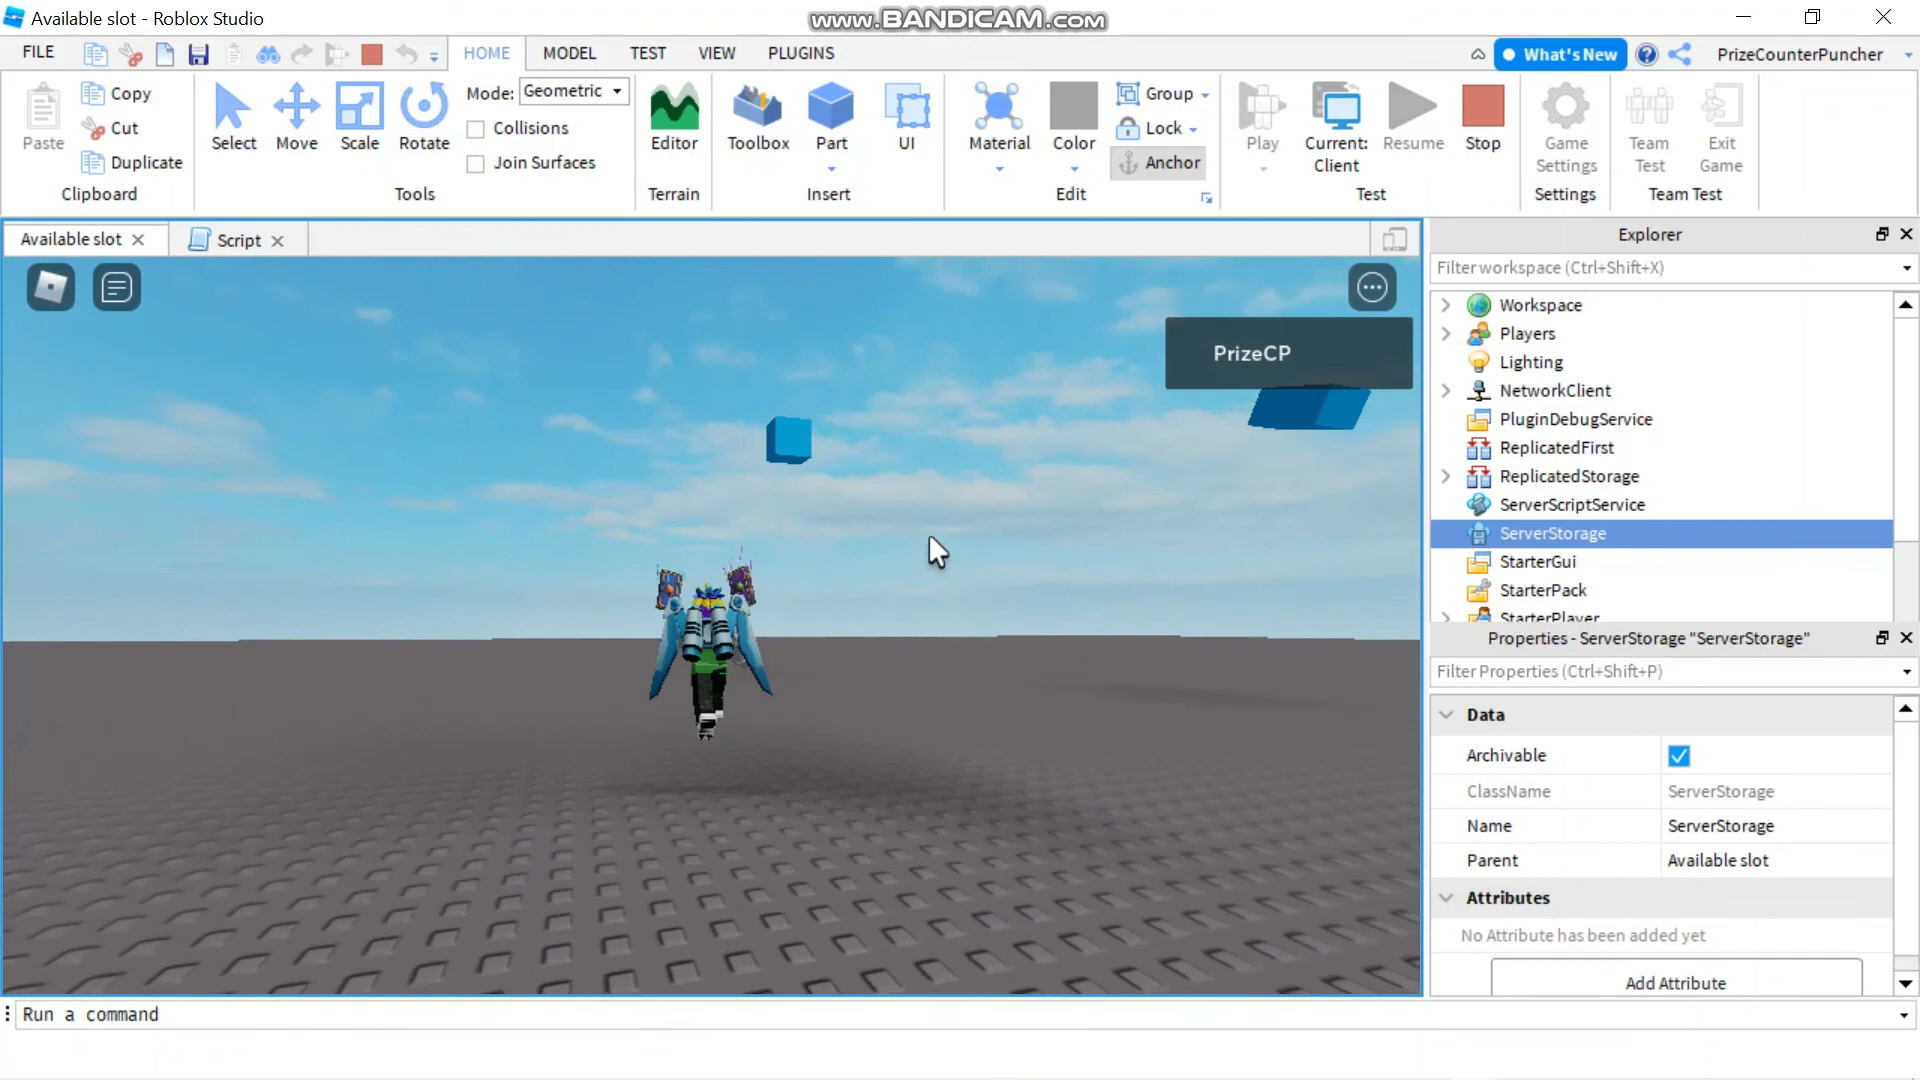 Available slot - Roblox Studio
www.BANDICAM.com
FILE
HOME
MODEL
TEST
VIEW
PLUGINS
What's New
PrizeCounterPuncher
Paste
Copy
Cut
Duplicate
Clipboard
Select
Move
Scale
Rotate
Mode: Geometric
Collisions
Join Surfaces
Tools
Editor
Terrain
Toolbox
Part
UI
Insert
Material
Color
Group
Lock
Anchor
Edit
Play
Current:
Client
Resume
Stop
Test
Game
Settings
Settings
Team
Test
Exit
Game
Team Test
Available slot
Script
PrizeCP
Explorer
Filter workspace (Ctrl+Shift+X)
Workspace
Players
Lighting
NetworkClient
PluginDebugService
ReplicatedFirst
ReplicatedStorage
ServerScriptService
ServerStorage
StarterGui
StarterPack
StarterPlayer
Properties - ServerStorage "ServerStorage"
Filter Properties (Ctrl+Shift+P)
Data
Archivable
ClassName ServerStorage
Name ServerStorage
Parent Available slot
Attributes
No Attribute has been added yet
Add Attribute
Run a command